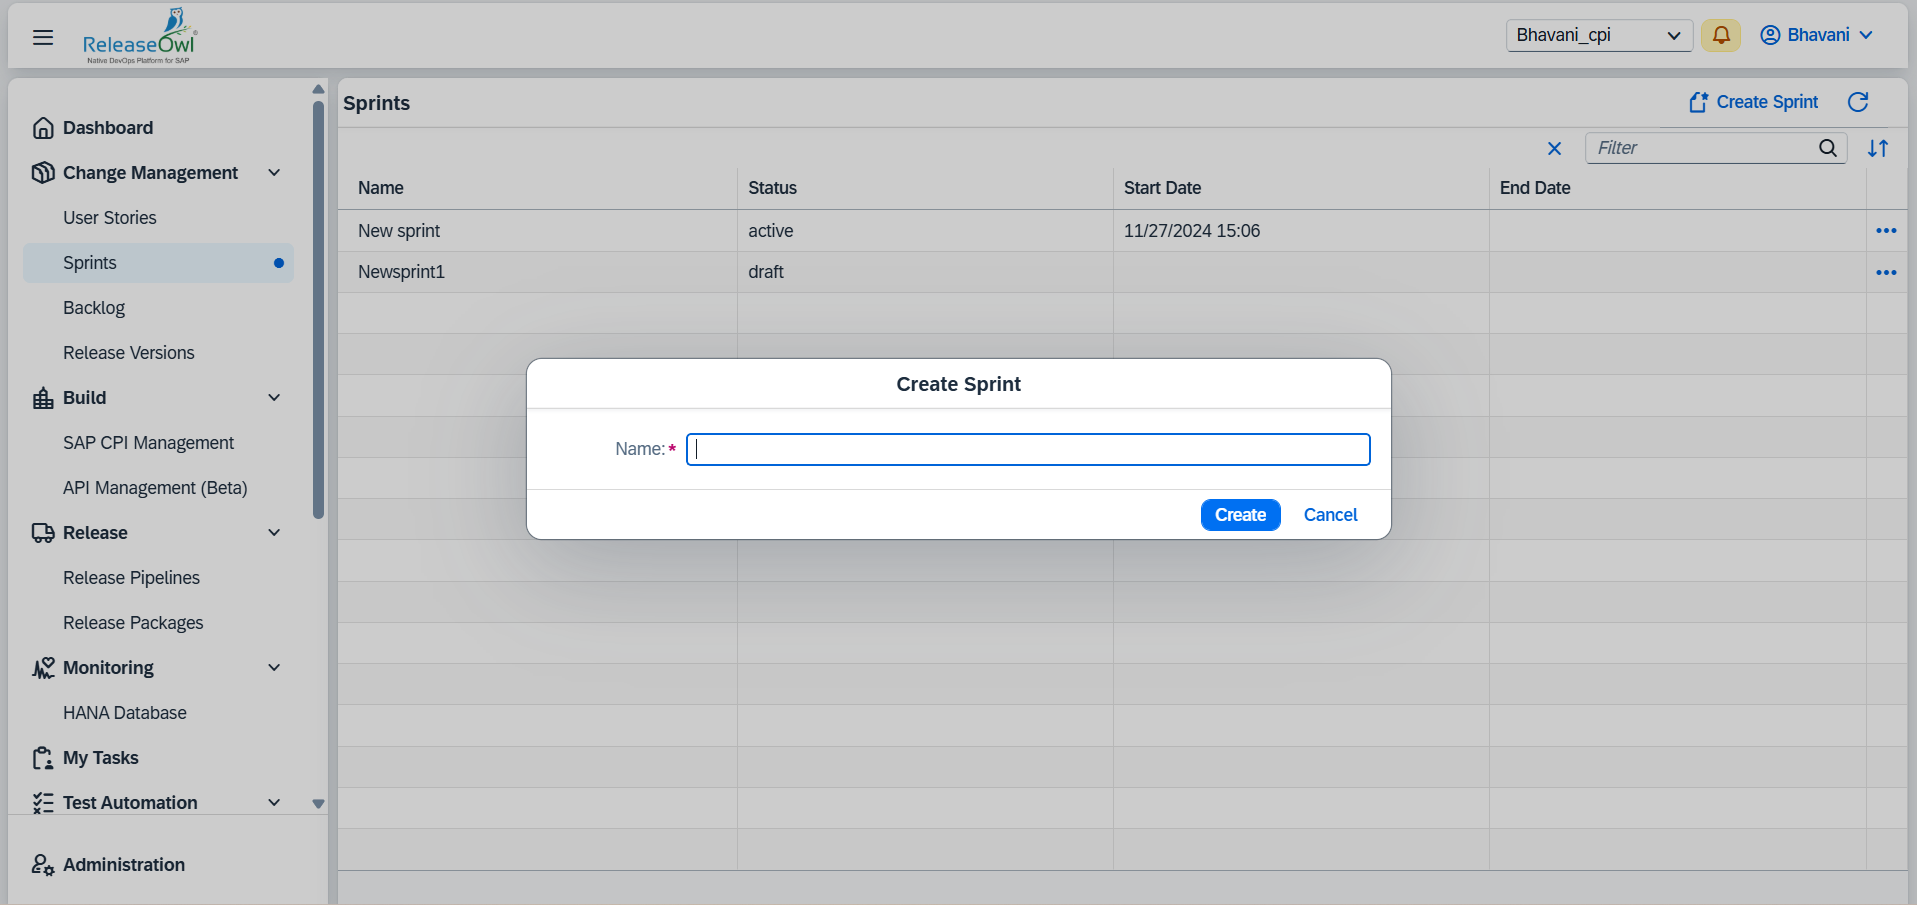 ReleaseOwl®
Native DevOps Platform for SAP
Bhavani_cpi
Bhavani
Dashboard
Change Management
User Stories
Sprints
Backlog
Release Versions
Build
SAP CPI Management
API Management (Beta)
Release
Release Pipelines
Release Packages
Monitoring
HANA Database
My Tasks
Test Automation
Administration
Sprints
Create Sprint
Filter
Name Status Start Date End Date
New sprint active 11/27/2024 15:06
Newsprint1 draft
Create Sprint
Name:*
Create Cancel